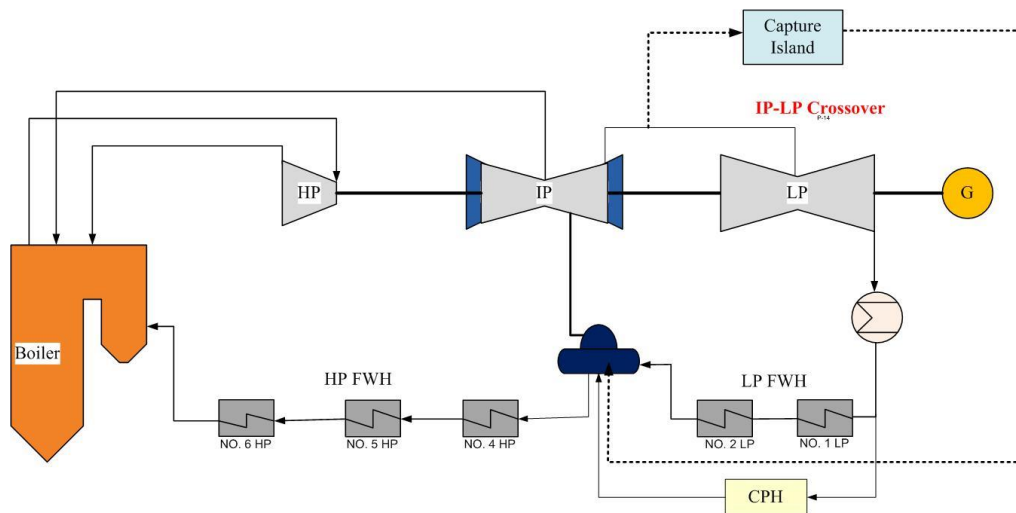 Capture
Island
IP-LP Crossover
P-14
HP
IP
LP
G
Boiler
HP FWH
LP FWH
NO. 6 HP
NO. 5 HP
NO. 4 HP
NO. 2 LP
NO. 1 LP
CPH